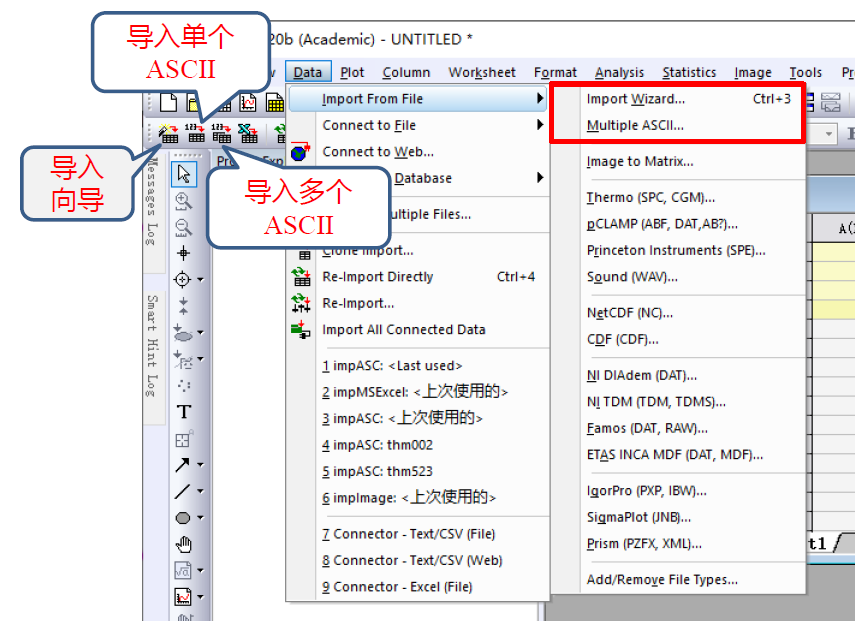 导入单个
ASCII
20b (Academic) - UNTITLED *
Data Plot Column Worksheet Format Analysis Statistics Image Tools
导入
向导
导入多个
ASCII
Import From File
Connect to File
Connect to Web...
Database
ultiple Files...
Clone Import...
Re-Import Directly Ctrl+4
Re-Import...
Import All Connected Data
1 impASC: <Last used>
2 impMSExcel: <上次使用的>
3 impASC: <上次使用的>
4 impASC: thm002
5 impASC: thm523
6 impImage: <上次使用的>
7 Connector - Text/CSV (File)
8 Connector - Text/CSV (Web)
9 Connector - Excel (File)
Import Wizard... Ctrl+3
Multiple ASCII...
Image to Matrix...
Thermo (SPC, CGM)...
pCLAMP (ABF, DAT,AB?)...
Princeton Instruments (SPE)...
Sound (WAV)...
NetCDF (NC)...
CDF (CDF)...
NI DIAdem (DAT)...
NI TDM (TDM, TDMS)...
Famos (DAT, RAW)...
ETAS INCA MDF (DAT, MDF)...
IgorPro (PXP, IBW)...
SigmaPlot (JNB)...
Prism (PZFX, XML)...
Add/Remove File Types...
Messages Log
Smart Hint Log
T
A(
t1